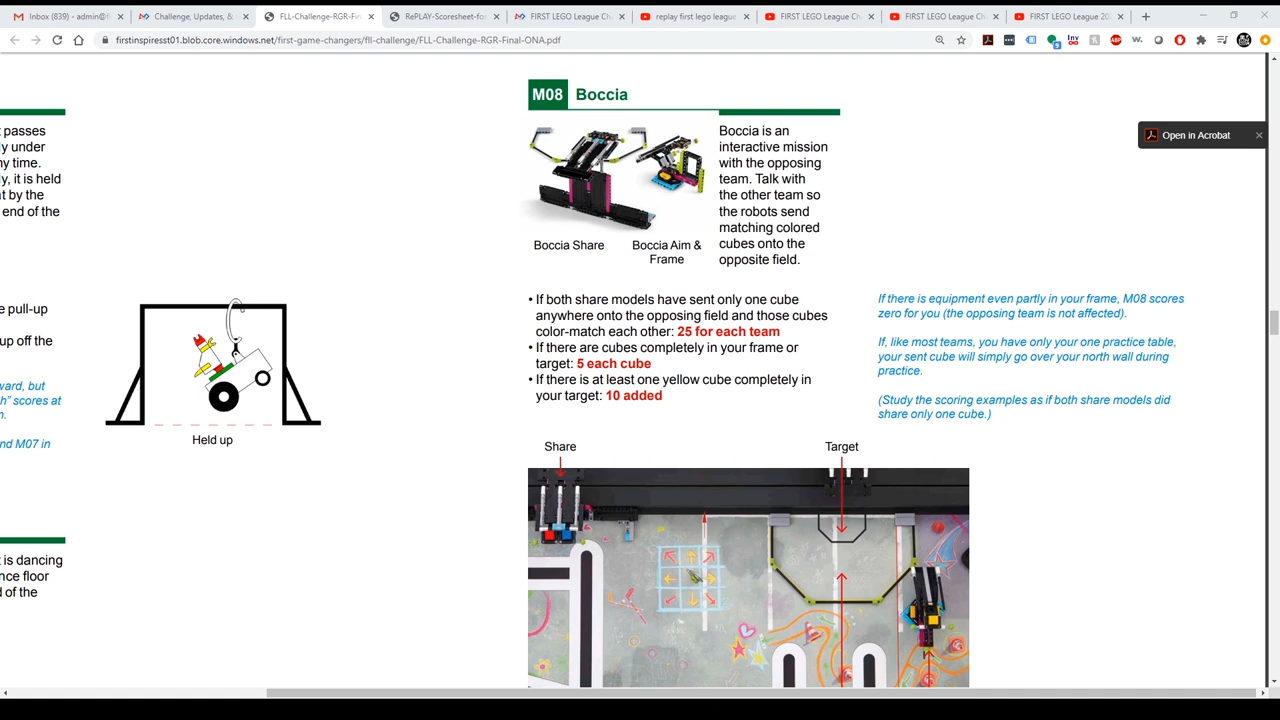 Inbox (839) - admin@f
Challenge, Updates, &
FLL-Challenge-RGR-Fin
RePLAY-Scoresheet-for
FIRST LEGO League Cha
replay first lego league
FIRST LEGO League Cha
FIRST LEGO League Cha
FIRST LEGO League 202
firstinspiresst01.blob.core.windows.net/first-game-changers/fll-challenge/FLL-Challenge-RGR-Final-ONA.pdf
Open in Acrobat
t passes
y under
ny time.
y, it is held
at by the
end of the
e pull-up
up off the
ward, but
h" scores at
n.
nd M07 in
Held up
t is dancing
nce floor
d of the
M08 Boccia
Boccia is an
interactive mission
with the opposing
team. Talk with
the other team so
the robots send
matching colored
cubes onto the
opposite field.
Boccia Share
Boccia Aim &
Frame
• If both share models have sent only one cube
anywhere onto the opposing field and those cubes
color-match each other: 25 for each team
• If there are cubes completely in your frame or
target: 5 each cube
• If there is at least one yellow cube completely in
your target: 10 added
If there is equipment even partly in your frame, M08 scores
zero for you (the opposing team is not affected).
If, like most teams, you have only your one practice table,
your sent cube will simply go over your north wall during
practice.
(Study the scoring examples as if both share models did
share only one cube.)
Share
Target